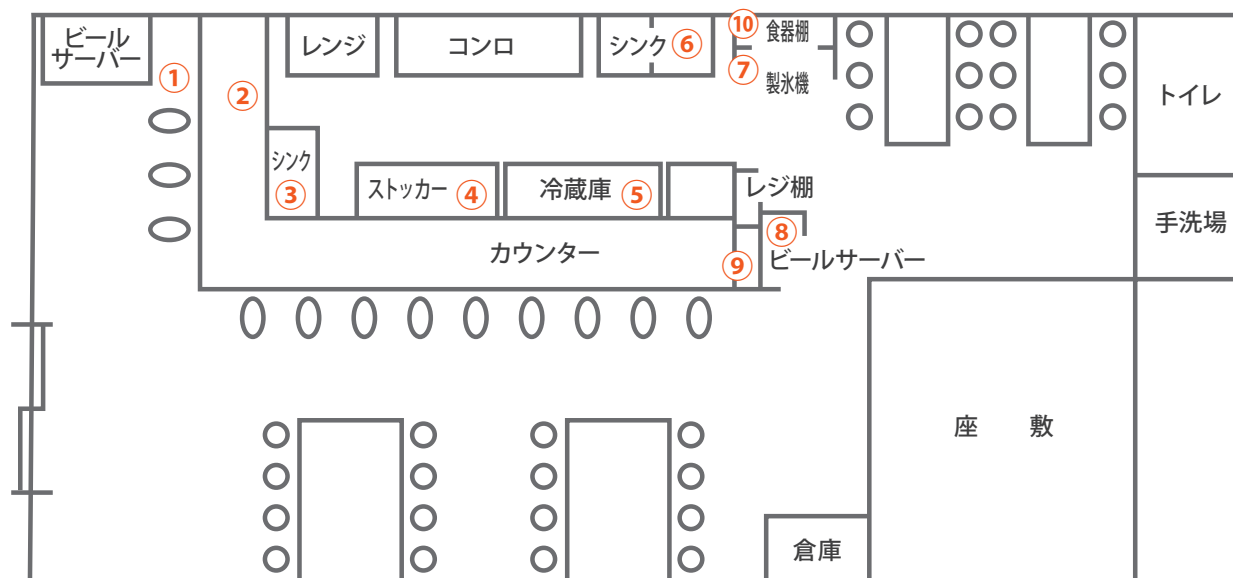 ビール
サーバー
①
②
レンジ
コンロ
シンク ⑥
⑩ 食器棚
⑦ 製氷機
トイレ
シンク
③
ストッカー ④
冷蔵庫 ⑤
レジ棚
手洗場
⑧
カウンター
⑨ ビールサーバー
座 敷
倉庫